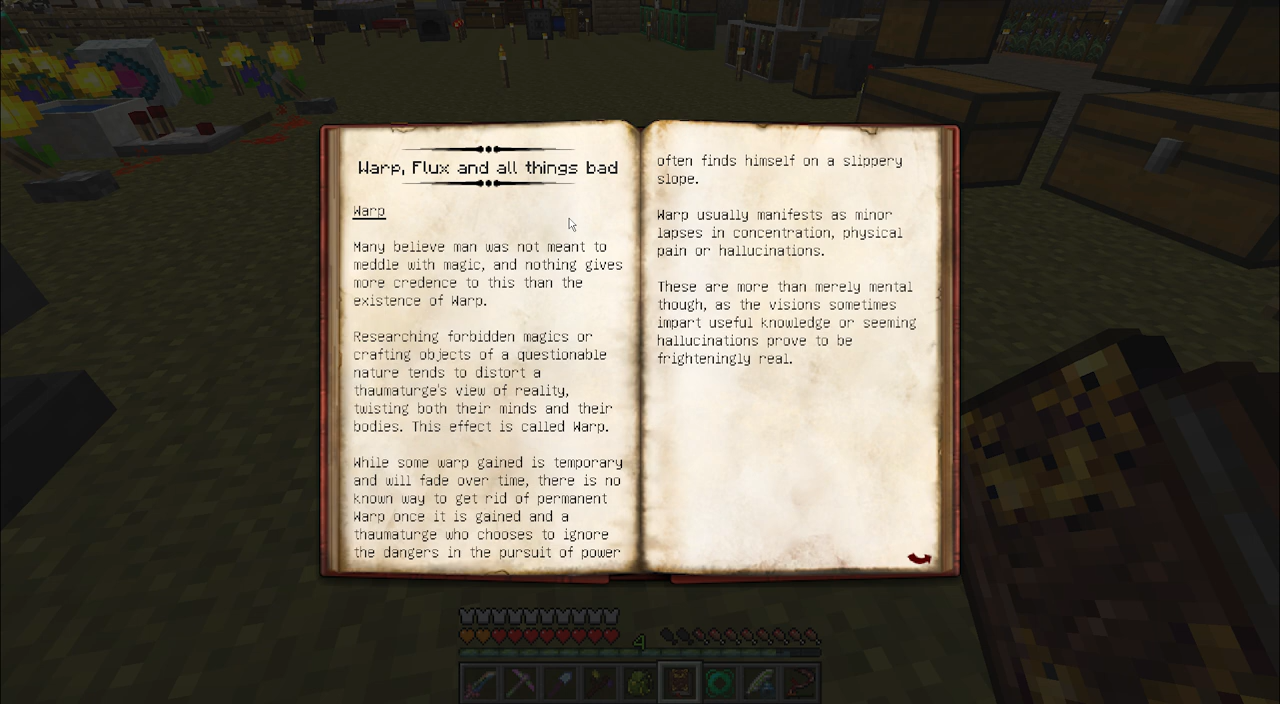 Warp, Flux and all things bad
Warp
Many believe man was not meant to
meddle with magic, and nothing gives
more credence to this than the
existence of Warp.
Researching forbidden magics or
crafting objects of a questionable
nature tends to distort a
thaumaturge's view of reality,
twisting both their minds and their
bodies. This effect is called Warp.
While some warp gained is temporary
and will fade over time, there is no
known way to get rid of permanent
Warp once it is gained and a
thaumaturge who chooses to ignore
the dangers in the pursuit of power
often finds himself on a slippery
slope.
Warp usually manifests as minor
lapses in concentration, physical
pain or hallucinations.
These are more than merely mental
though, as the visions sometimes
impart useful knowledge or seeming
hallucinations prove to be
frighteningly real.
4